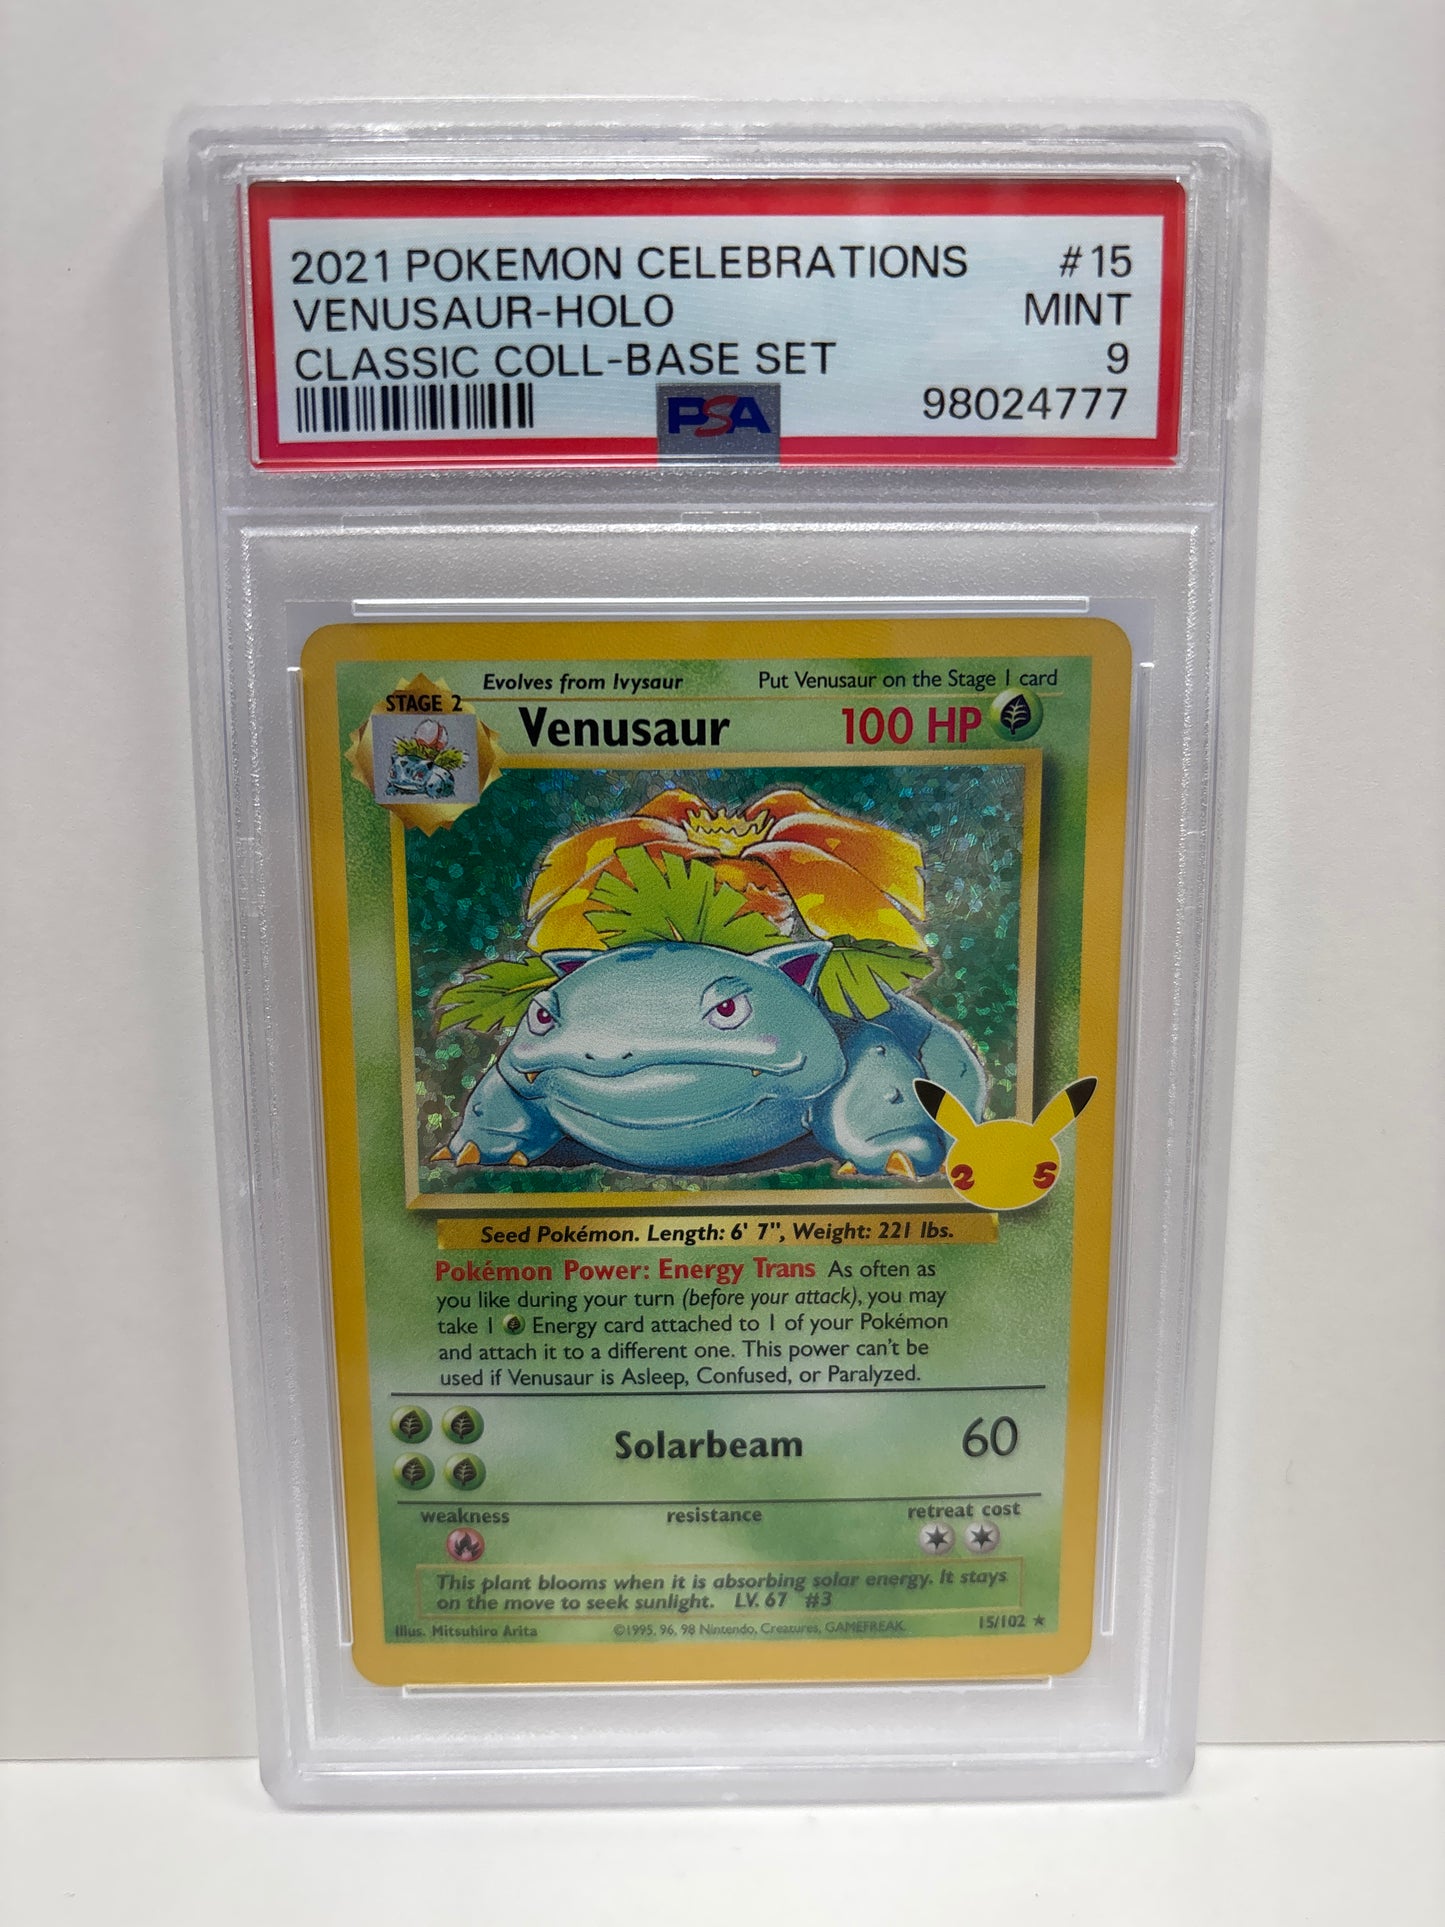 2021 POKEMON CELEBRATIONS #15
VENUSAUR-HOLO MINT
CLASSIC COLL-BASE SET 9
PSA 98024777
Evolves from Ivysaur Put Venusaur on the Stage 1 card
STAGE 2
Venusaur 100 HP
2 5
Seed Pokémon. Length: 6' 7", Weight: 221 lbs.
Pokémon Power: Energy Trans As often as
you like during your turn (before your attack), you may
take 1 Energy card attached to 1 of your Pokémon
and attach it to a different one. This power can't be
used if Venusaur is Asleep, Confused, or Paralyzed.
Solarbeam 60
weakness resistance retreat cost
This plant blooms when it is absorbing solar energy. It stays
on the move to seek sunlight. LV. 67 #3
Illus. Mitsuhiro Arita ©1995, 96, 98 Nintendo, Creatures, GAMEFREAK. 15/102 ★